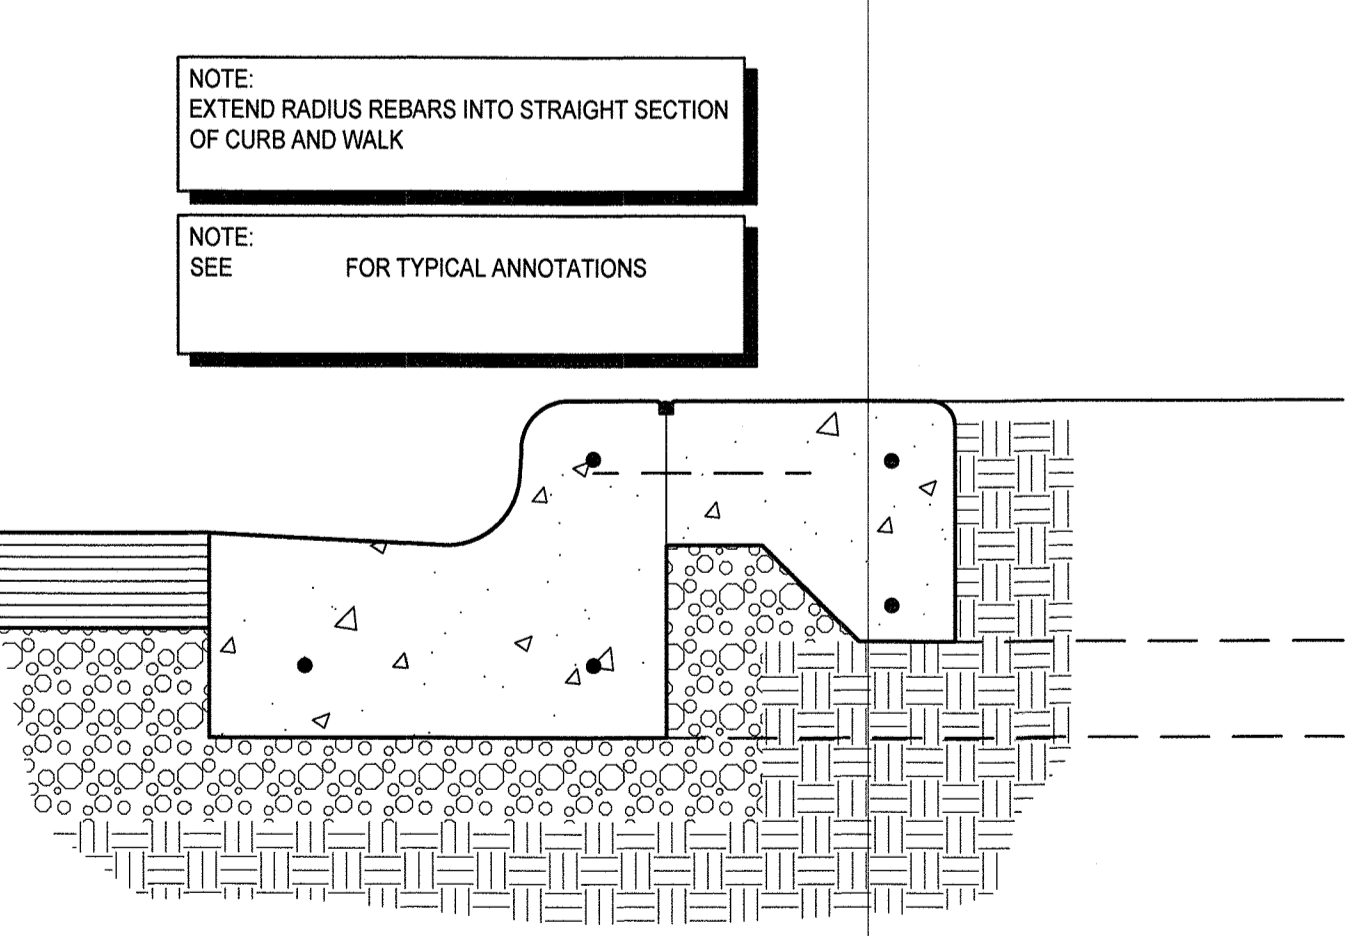 NOTE:
EXTEND RADIUS REBARS INTO STRAIGHT SECTION
OF CURB AND WALK
NOTE:
SEE FOR TYPICAL ANNOTATIONS